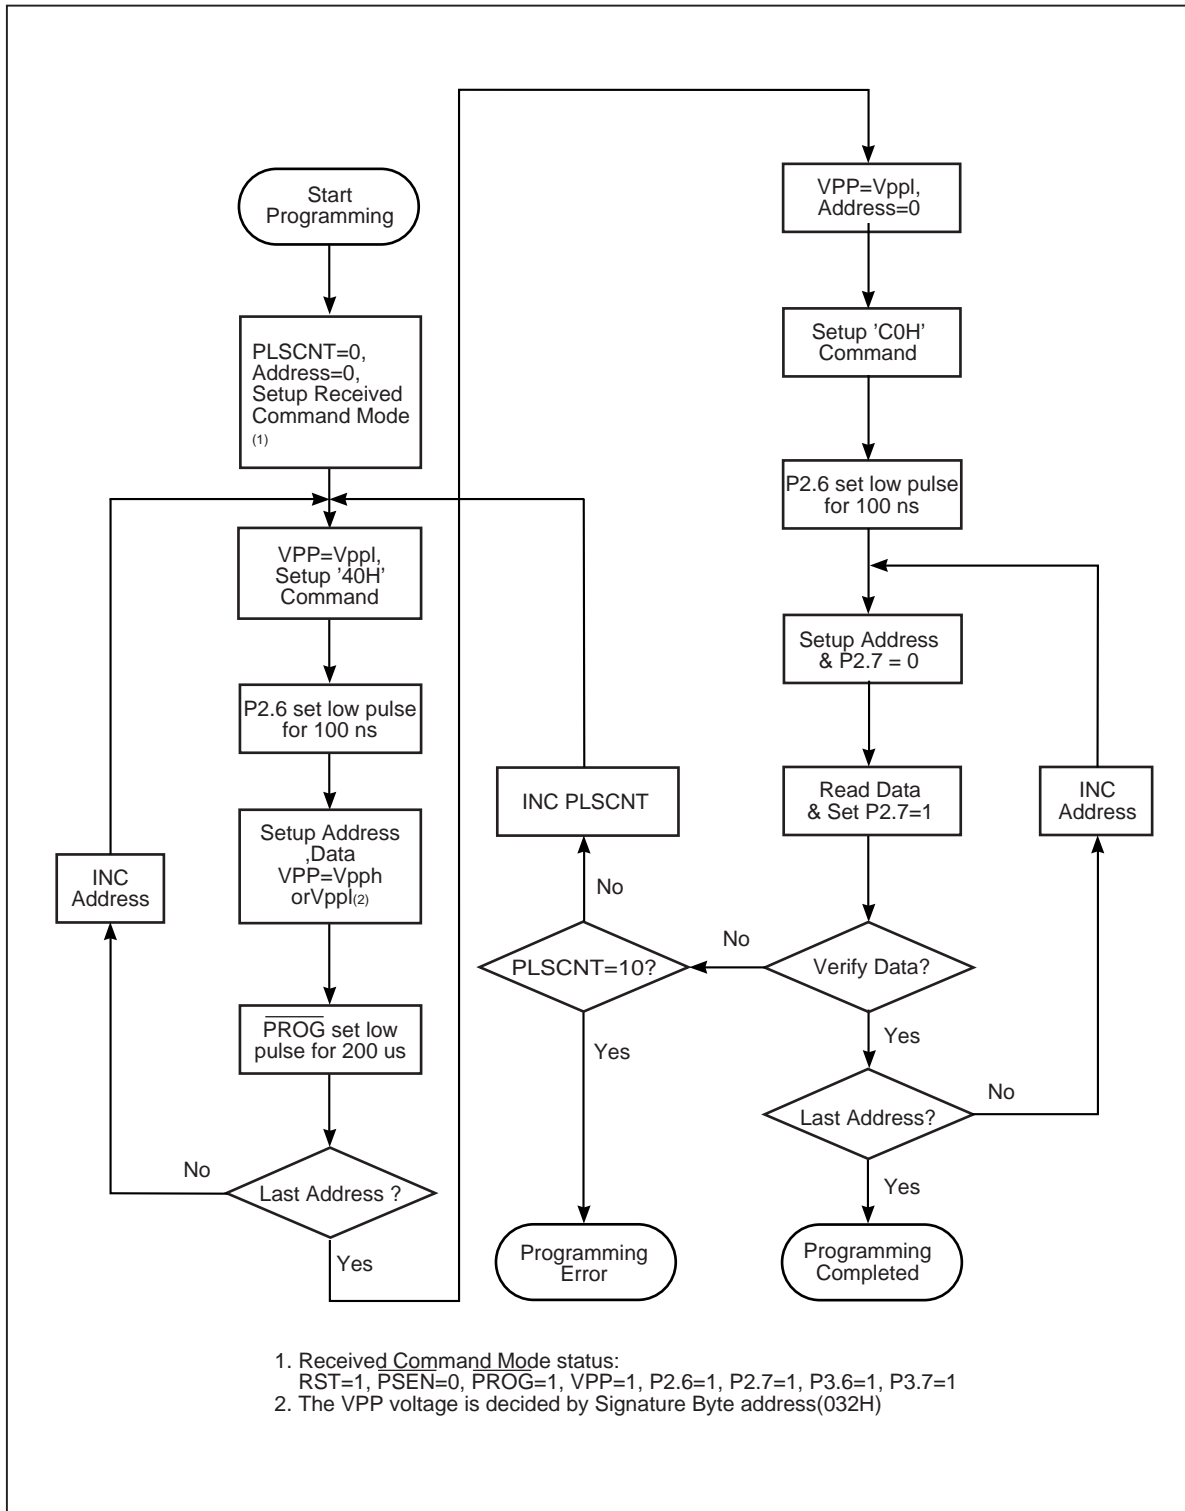 Start
Programming
PLSCNT=0,
Address=0,
Setup Received
Command Mode
(1)
VPP=Vppl,
Setup '40H'
Command
P2.6 set low pulse
for 100 ns
Setup Address
,Data
VPP=Vpph
orVppl(2)
INC
Address
PROG set low
pulse for 200 us
No
Last Address ?
Yes
VPP=Vppl,
Address=0
Setup 'C0H'
Command
P2.6 set low pulse
for 100 ns
Setup Address
& P2.7 = 0
Read Data
& Set P2.7=1
INC
Address
INC PLSCNT
No
PLSCNT=10?
No
Verify Data?
Yes
Yes
Last Address?
No
Yes
Programming
Error
Programming
Completed
1. Received Command Mode status:
RST=1, PSEN=0, PROG=1, VPP=1, P2.6=1, P2.7=1, P3.6=1, P3.7=1
2. The VPP voltage is decided by Signature Byte address(032H)